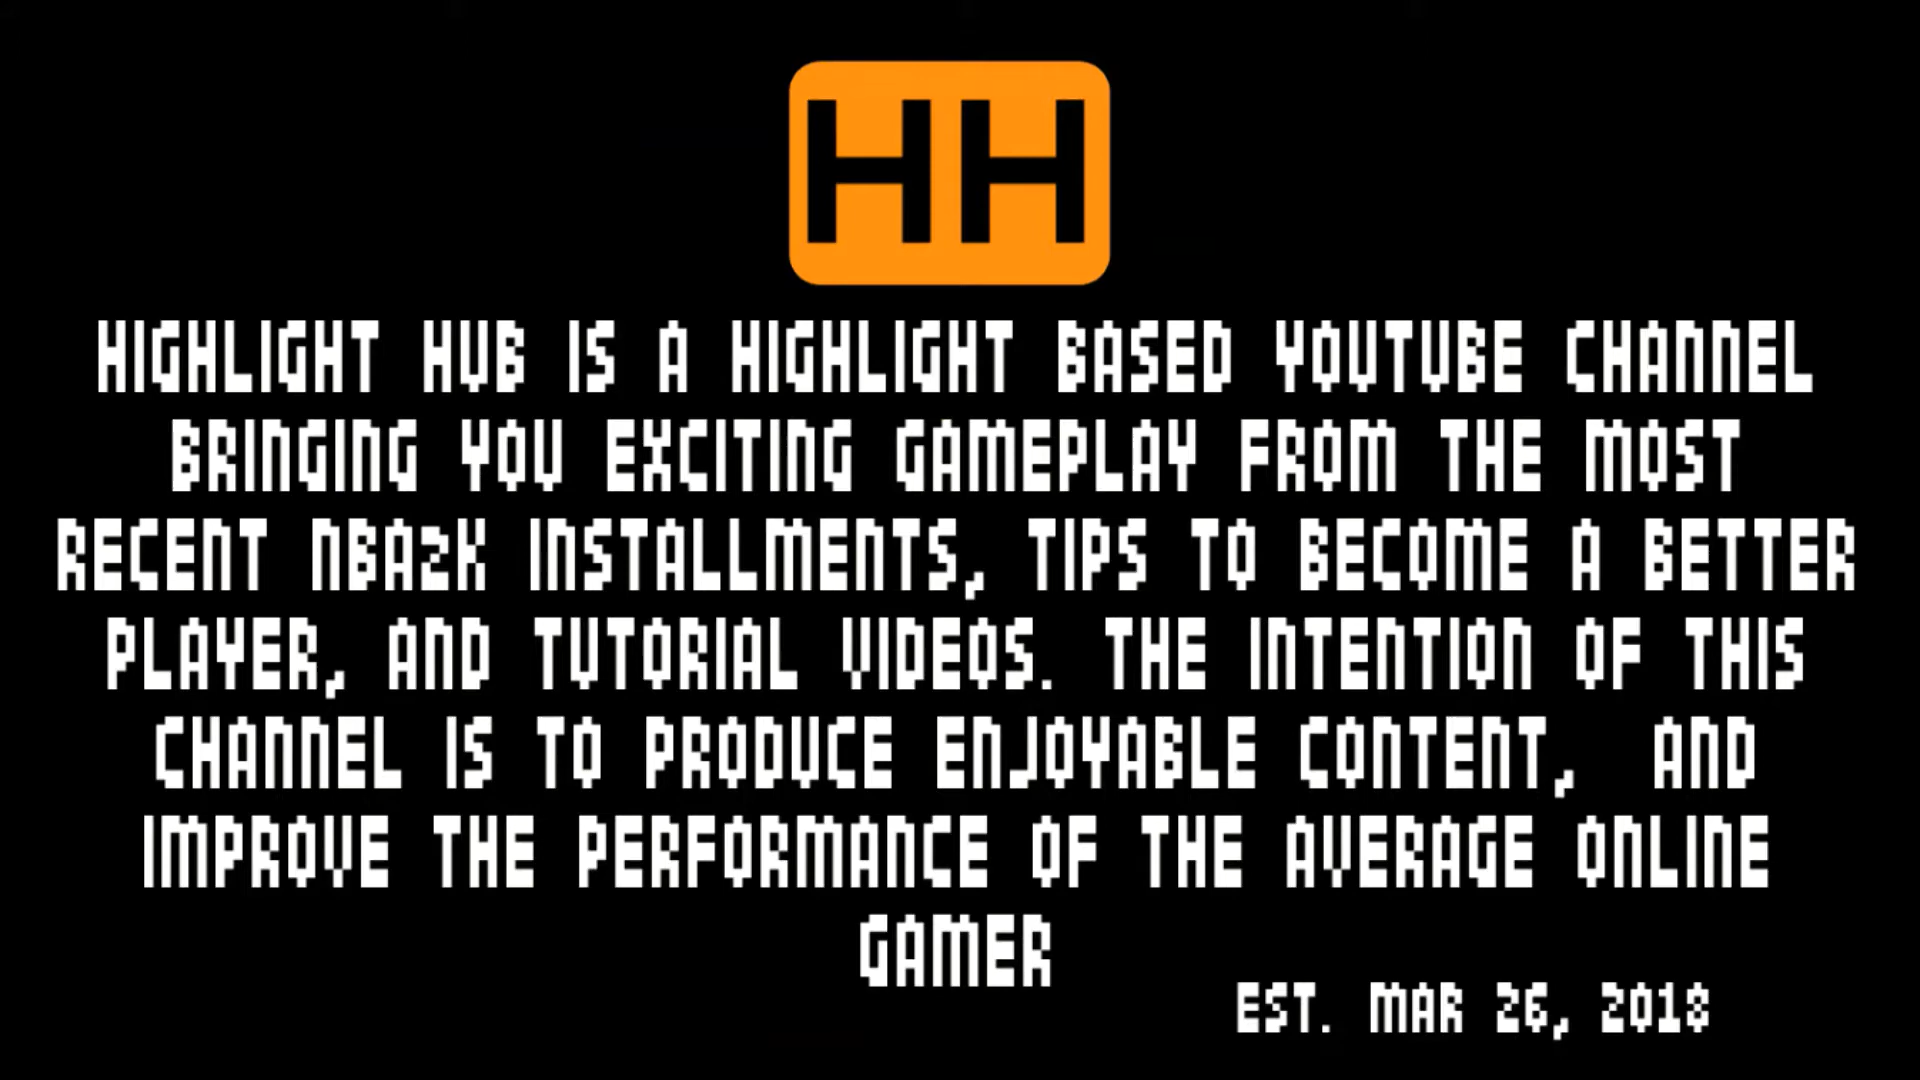 HH
HIGHLIGHT HUB IS A HIGHLIGHT BASED YOUTUBE CHANNEL
BRINGING YOU EXCITING GAMEPLAY FROM THE MOST
RECENT NBA2K INSTALLMENTS, TIPS TO BECOME A BETTER
PLAYER, AND TUTORIAL VIDEOS. THE INTENTION OF THIS
CHANNEL IS TO PRODUCE ENJOYABLE CONTENT,  AND
IMPROVE THE PERFORMANCE OF THE AVERAGE ONLINE
GAMER
EST. MAR 26, 2018